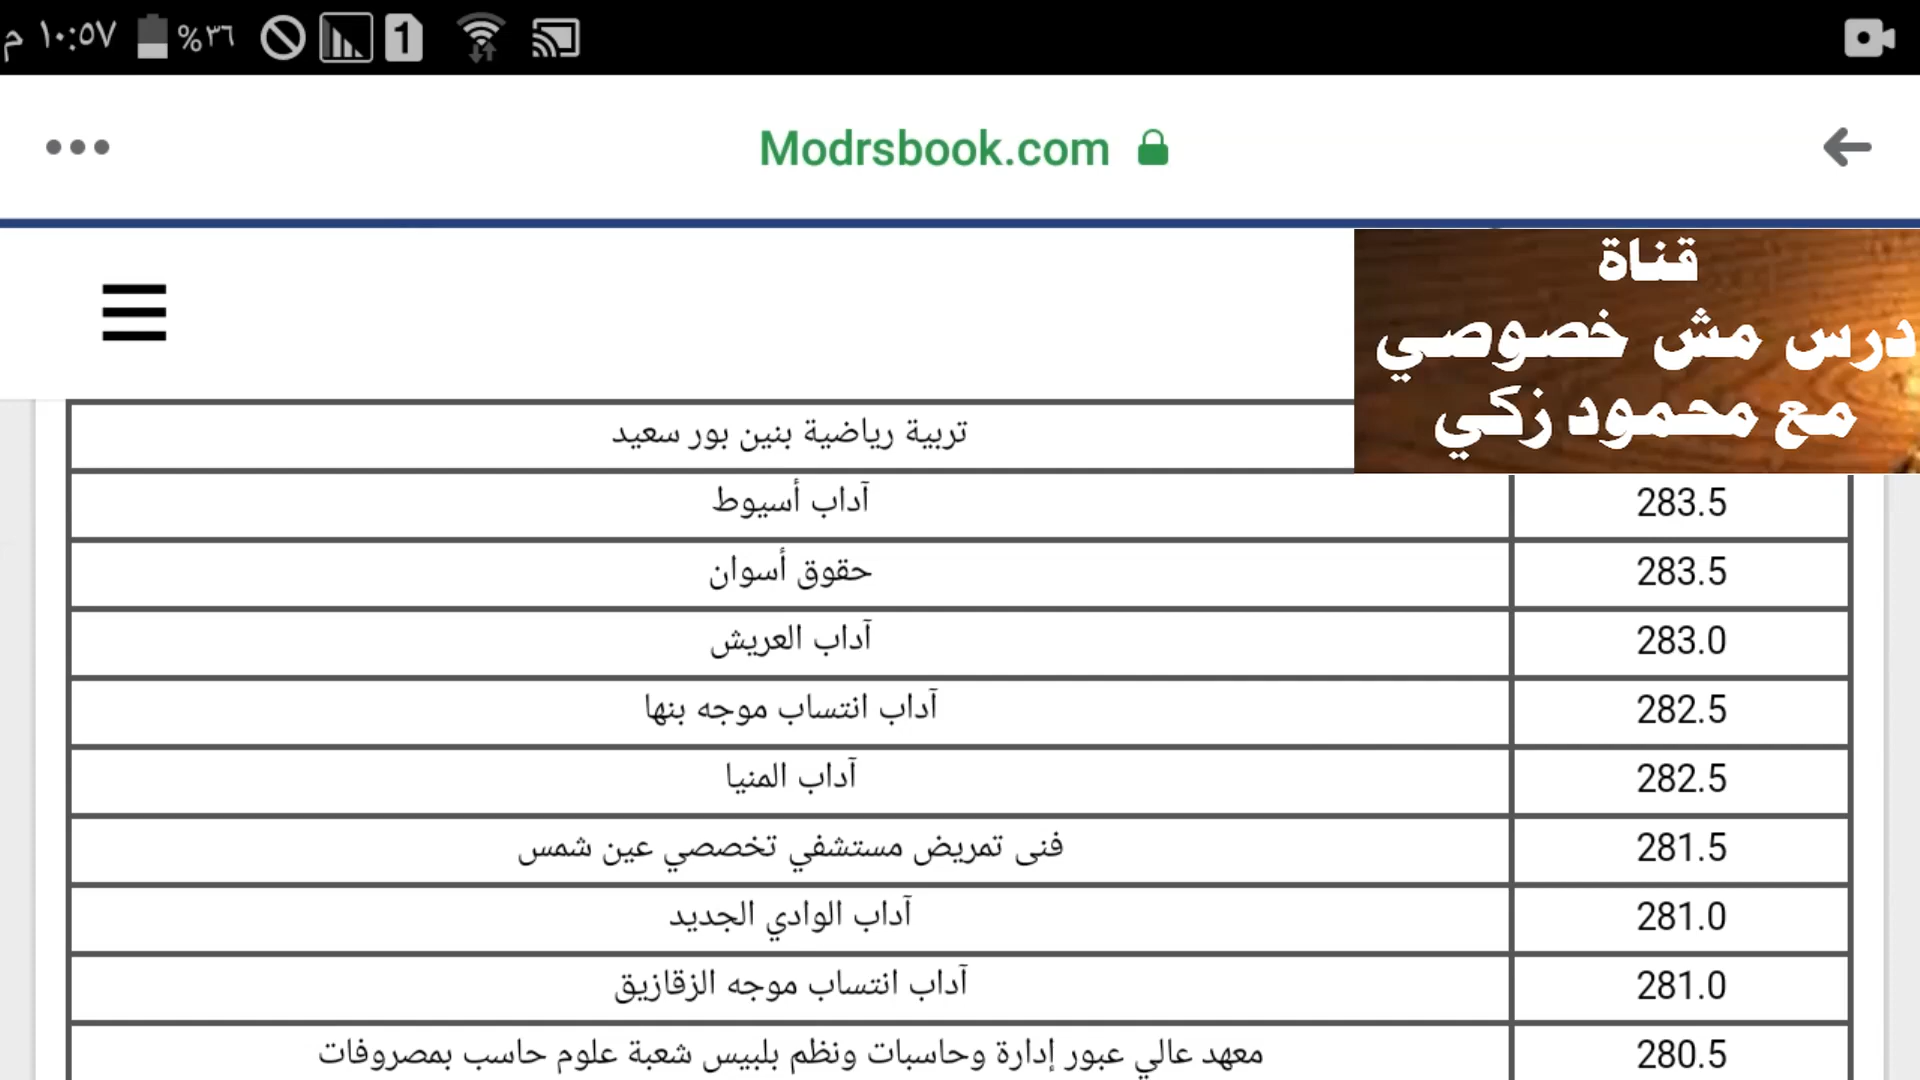 م ١٠:٥٧ %٣٦ 1
Modrsbook.com
قناة
درس مش خصوصي
مع محمود زكي
تربية رياضية بنين بور سعيد
283.5 آداب أسيوط
283.5 حقوق أسوان
283.0 آداب العريش
282.5 آداب انتساب موجه بنها
282.5 آداب المنيا
281.5 فنى تمريض مستشفي تخصصي عين شمس
281.0 آداب الوادي الجديد
281.0 آداب انتساب موجه الزقازيق
280.5 معهد عالي عبور إدارة وحاسبات ونظم بلبيس شعبة علوم حاسب بمصروفات